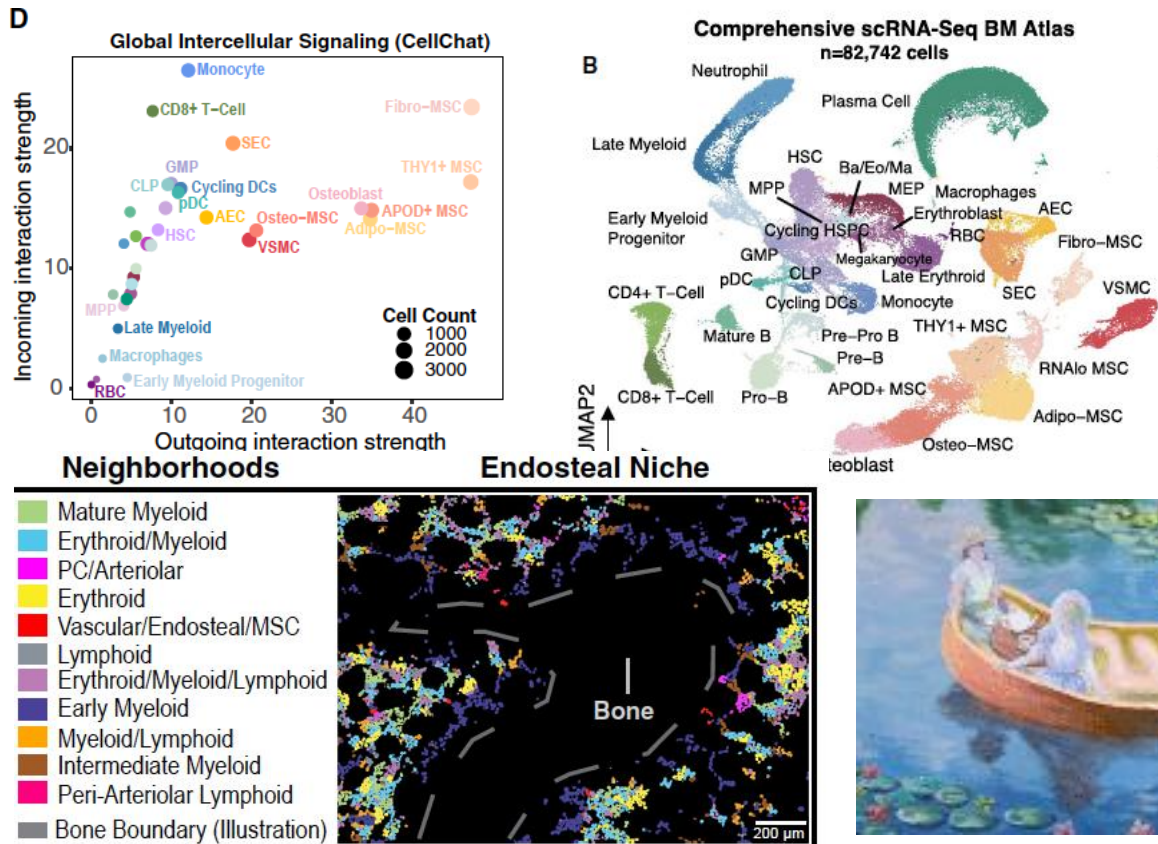 D
Global Intercellular Signaling (CellChat)
Incoming interaction strength
20
10
0
Monocyte
CD8+ T-Cell
Fibro-MSC
SEC
GMP
THY1+ MSC
CLP
Cycling DCs
pDC
Osteoblast
APOD+ MSC
AEC
Osteo-MSC
Adipo-MSC
HSC
VSMC
MPP
Late Myeloid
Macrophages
Early Myeloid Progenitor
RBC
Cell Count
1000
2000
3000
0 10 20 30 40
Outgoing interaction strength
Comprehensive scRNA-Seq BM Atlas
n=82,742 cells
B
Neutrophil
Plasma Cell
Late Myeloid
HSC
Ba/Eo/Ma
MPP
MEP
Macrophages
AEC
Early Myeloid
Progenitor
Cycling HSPC
Erythroblast
RBC
Fibro-MSC
GMP
Megakaryocyte
pDC
CLP
Late Erythroid
CD4+ T-Cell
Cycling DCs
Monocyte
SEC
VSMC
Mature B
Pre-Pro B
THY1+ MSC
Pre-B
RNAlo MSC
CD8+ T-Cell
Pro-B
APOD+ MSC
Adipo-MSC
Osteo-MSC
teoblast
JMAP2
Neighborhoods
Mature Myeloid
Erythroid/Myeloid
PC/Arteriolar
Erythroid
Vascular/Endosteal/MSC
Lymphoid
Erythroid/Myeloid/Lymphoid
Early Myeloid
Myeloid/Lymphoid
Intermediate Myeloid
Peri-Arteriolar Lymphoid
Bone Boundary (Illustration)
Endosteal Niche
Bone
200 µm